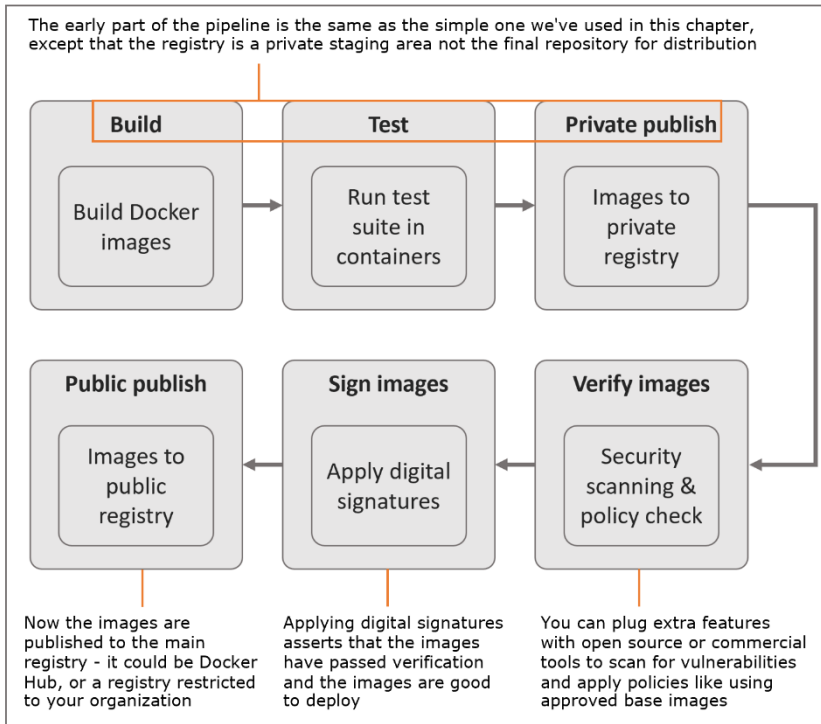 The early part of the pipeline is the same as the simple one we've used in this chapter,
except that the registry is a private staging area not the final repository for distribution
Build
Test
Private publish
Build Docker
images
Run test
suite in
containers
Images to
private
registry
Public publish
Sign images
Verify images
Images to
public
registry
Apply digital
signatures
Security
scanning &
policy check
Now the images are
published to the main
registry - it could be Docker
Hub, or a registry restricted
to your organization
Applying digital signatures
asserts that the images
have passed verification
and the images are good
to deploy
You can plug extra features
with open source or commercial
tools to scan for vulnerabilities
and apply policies like using
approved base images